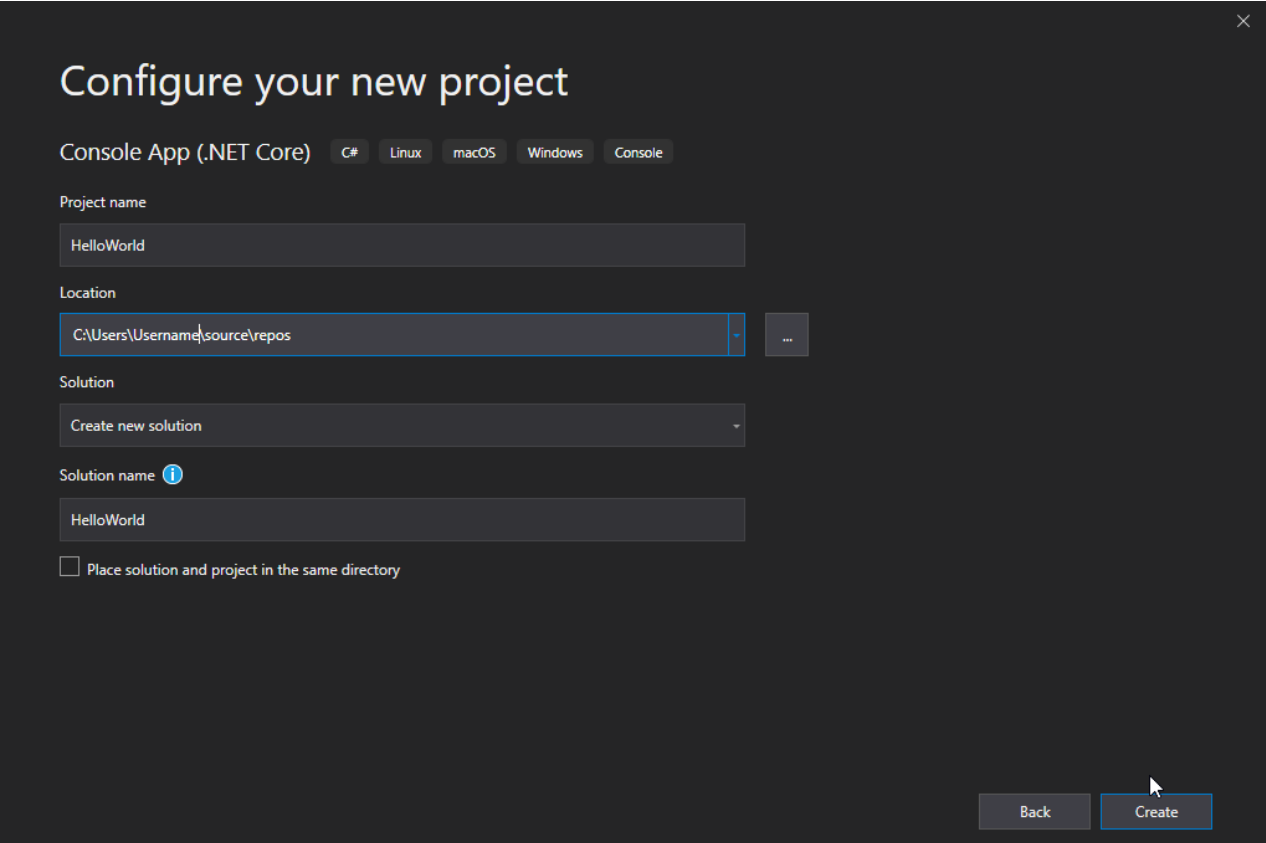 Configure your new project
Console App (.NET Core) C# Linux macOS Windows Console
Project name
HelloWorld
Location
C:\Users\Username\source\repos
...
Solution
Create new solution
Solution name
HelloWorld
Place solution and project in the same directory
Back Create